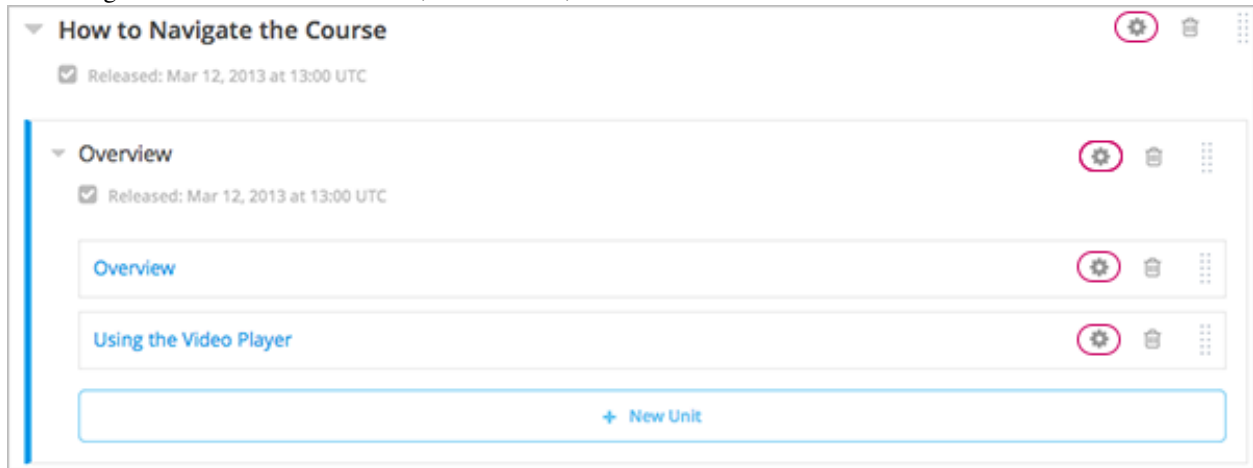 How to Navigate the Course
Released: Mar 12, 2013 at 13:00 UTC
Overview
Released: Mar 12, 2013 at 13:00 UTC
Overview
Using the Video Player
+ New Unit